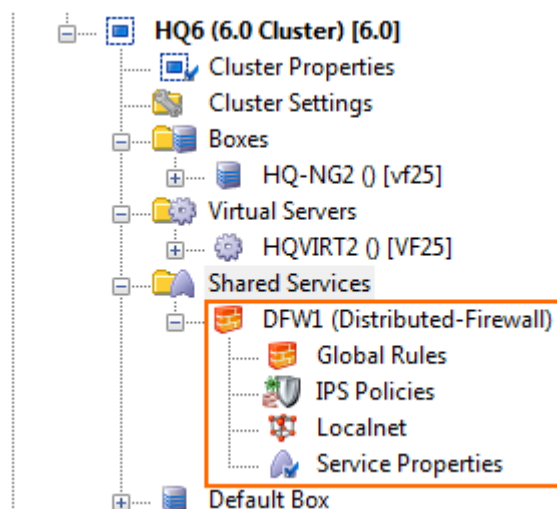 HQ6 (6.0 Cluster) [6.0]
Cluster Properties
Cluster Settings
Boxes
HQ-NG2 () [vf25]
Virtual Servers
HQVIRT2 () [VF25]
Shared Services
DFW1 (Distributed-Firewall)
Global Rules
IPS Policies
Localnet
Service Properties
Default Box